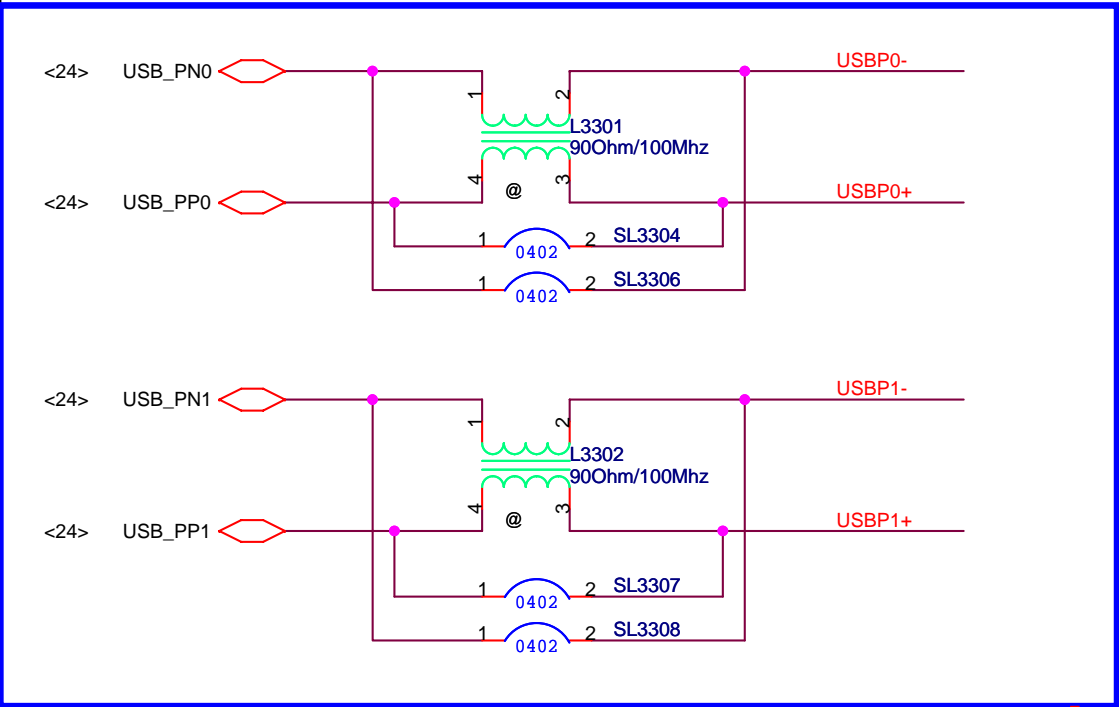 <24> USB_PN0 USBP0-
1 2
L3301
90Ohm/100Mhz
4 @ 3
<24> USB_PP0 USBP0+
1 0402 2 SL3304
1 0402 2 SL3306
<24> USB_PN1 USBP1-
1 2
L3302
90Ohm/100Mhz
4 @ 3
<24> USB_PP1 USBP1+
1 0402 2 SL3307
1 0402 2 SL3308